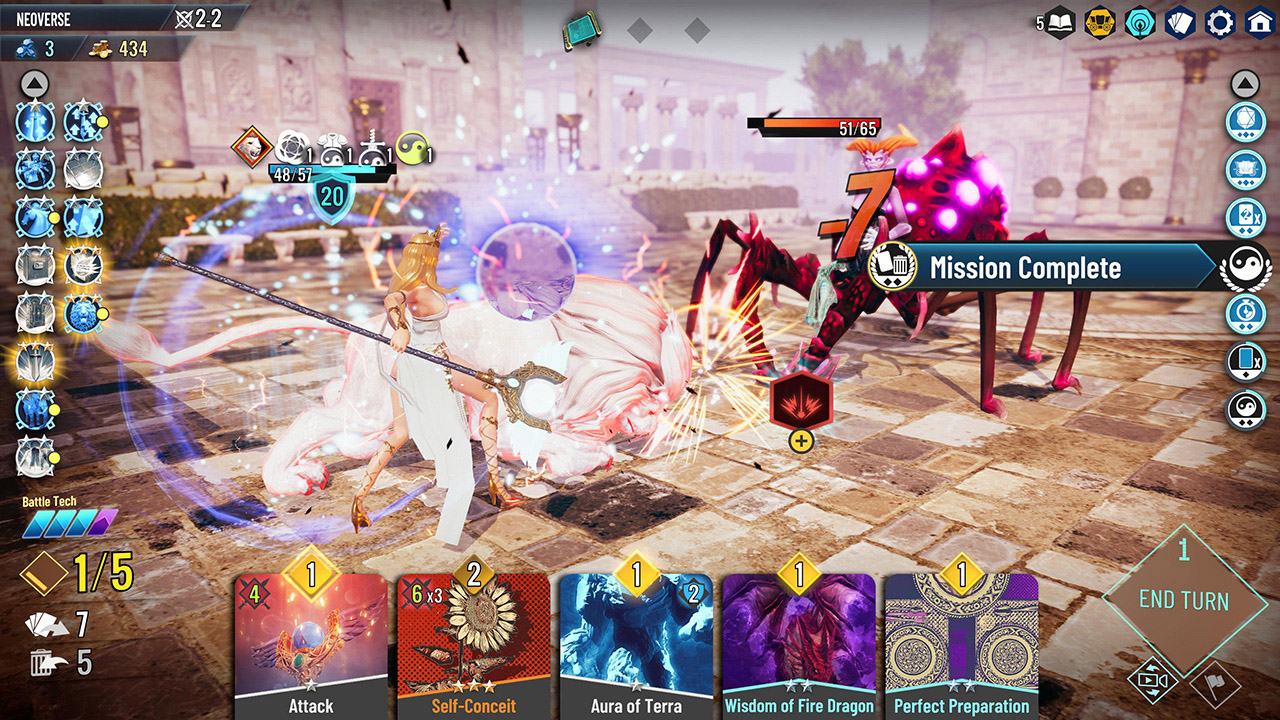 NEOVERSE
2-2
5
3
434
51/65
1
1
1
1
48/57
20
-7
Mission Complete
Battle Tech
1/5
7
5
1
4
Attack
2
6 x3
Self-Conceit
1
2
Aura of Terra
1
Wisdom of Fire Dragon
1
Perfect Preparation
1
END TURN